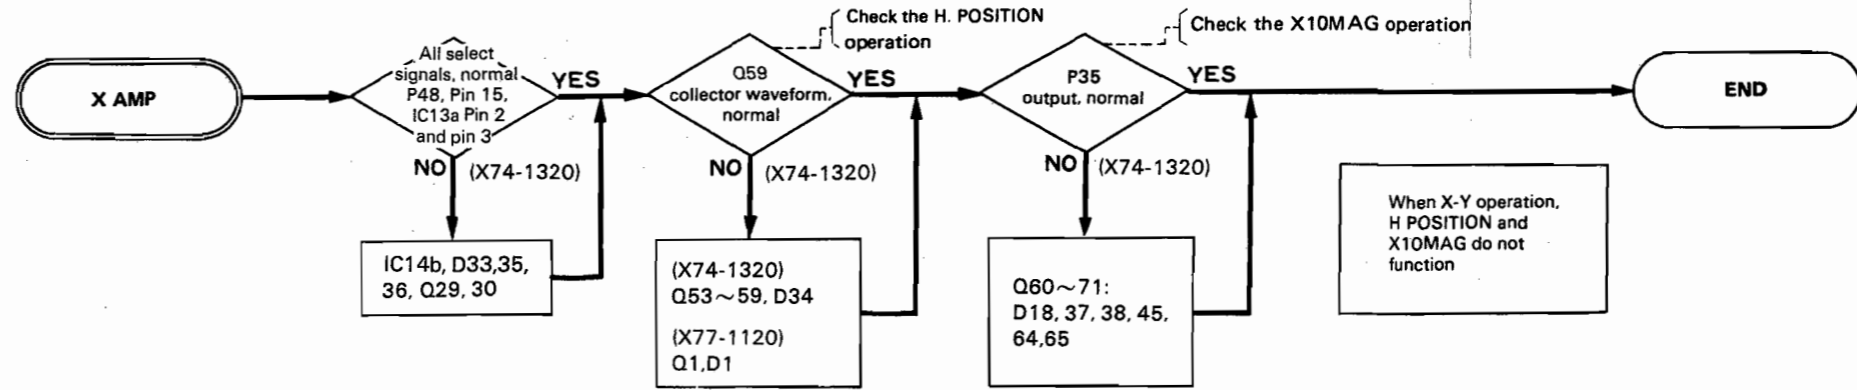 X AMP
All select
signals, normal
P48, Pin 15,
IC13a Pin 2
and pin 3
YES
NO
(X74-1320)
IC14b, D33,35,
36, Q29, 30
Check the H. POSITION
operation
Q59
collector waveform,
normal
YES
NO
(X74-1320)
(X74-1320)
Q53~59, D34
(X77-1120)
Q1,D1
Check the X10MAG operation
P35
output, normal
YES
NO
(X74-1320)
Q60~71:
D18, 37, 38, 45,
64,65
END
When X-Y operation,
H POSITION and
X10MAG do not
function